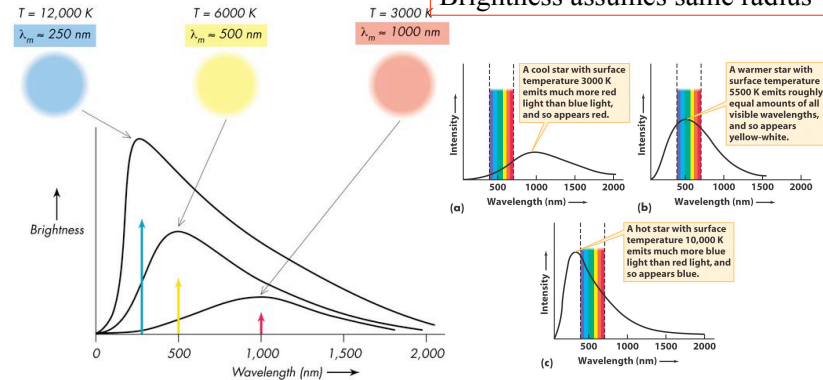 Brightness assumes same radius
T = 12,000 K
λm ≈ 250 nm
T = 6000 K
λm ≈ 500 nm
T = 3000 K
λm ≈ 1000 nm
Brightness
0
500
1,000
1,500
2,000
Wavelength (nm)
A cool star with surface
temperature 3000 K
emits much more red
light than blue light,
and so appears red.
Intensity
500
1000
1500
2000
Wavelength (nm)
(a)
A warmer star with
surface temperature
5500 K emits roughly
equal amounts of all
visible wavelengths,
and so appears
yellow-white.
Intensity
500
1000
1500
2000
Wavelength (nm)
(b)
A hot star with surface
temperature 10,000 K
emits much more blue
light than red light, and
so appears blue.
Intensity
500
1000
1500
2000
Wavelength (nm)
(c)